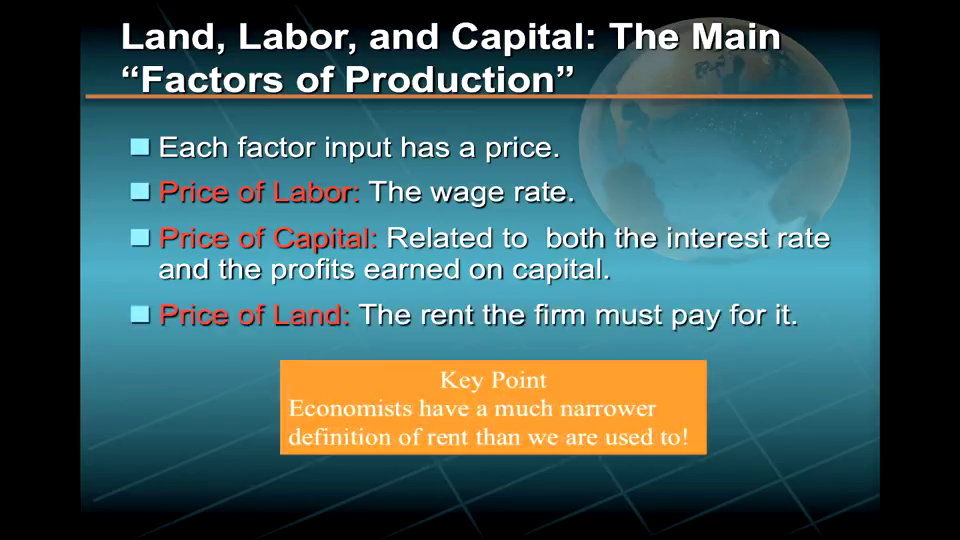 Land, Labor, and Capital: The Main
“Factors of Production”
Each factor input has a price.
Price of Labor: The wage rate.
Price of Capital: Related to  both the interest rate
and the profits earned on capital.
Price of Land: The rent the firm must pay for it.
Key Point
Economists have a much narrower
definition of rent than we are used to!